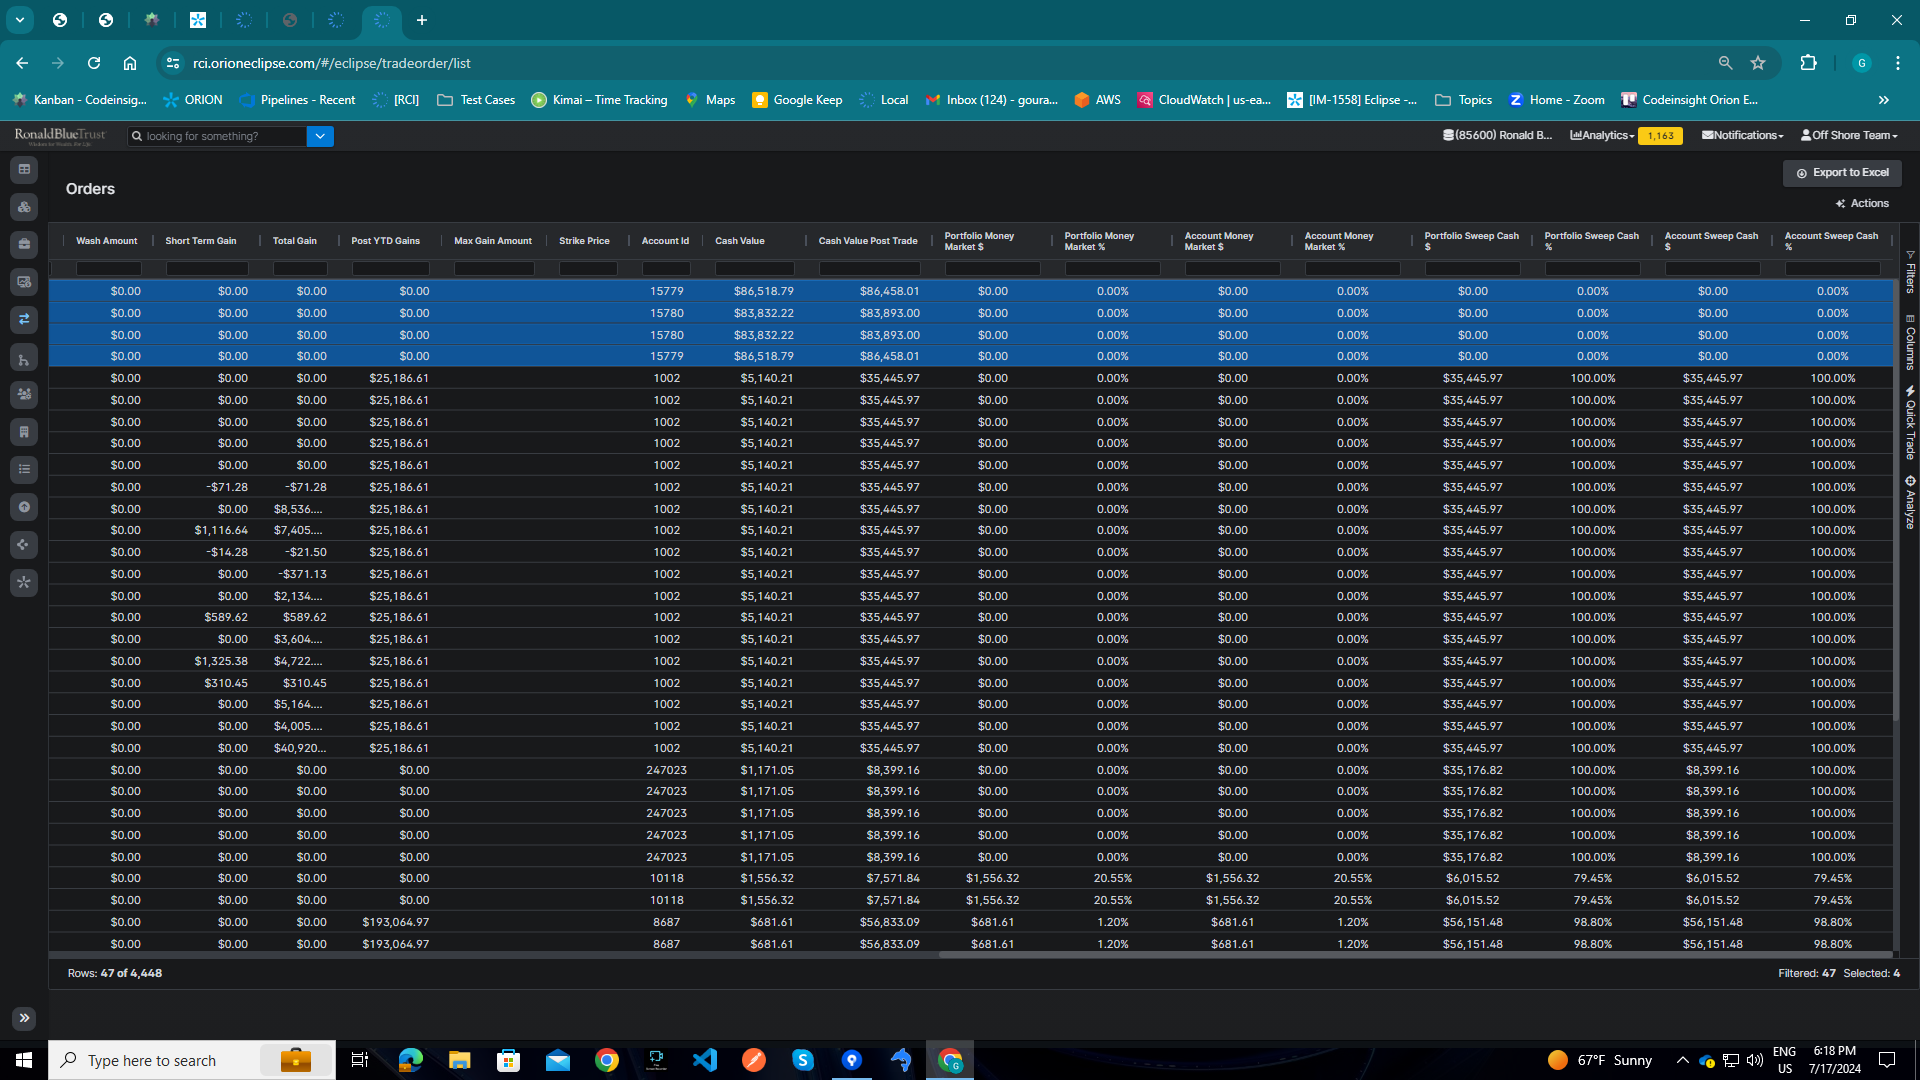 rci.orioneclipse.com/#/eclipse/tradeorder/list
G
Kanban - Codeinsig... ORION Pipelines - Recent [RCI] Test Cases Kimai – Time Tracking Maps Google Keep Local Inbox (124) - goura... AWS CloudWatch | us-ea... [IM-1558] Eclipse -... Topics Home - Zoom Codeinsight Orion E...
RonaldBlueTrust looking for something? (85600) Ronald B... Analytics 1,163 Notifications Off Shore Team
Orders
Export to Excel
Actions
Wash Amount Short Term Gain Total Gain Post YTD Gains Max Gain Amount Strike Price Account Id Cash Value Cash Value Post Trade Portfolio Money Market $ Portfolio Money Market % Account Money Market $ Account Money Market % Portfolio Sweep Cash $ Portfolio Sweep Cash % Account Sweep Cash $ Account Sweep Cash %
$0.00 $0.00 $0.00 $0.00 15779 $86,518.79 $86,458.01 $0.00 0.00% $0.00 0.00% $0.00 0.00% $0.00 0.00%
$0.00 $0.00 $0.00 $0.00 15780 $83,832.22 $83,893.00 $0.00 0.00% $0.00 0.00% $0.00 0.00% $0.00 0.00%
$0.00 $0.00 $0.00 $0.00 15780 $83,832.22 $83,893.00 $0.00 0.00% $0.00 0.00% $0.00 0.00% $0.00 0.00%
$0.00 $0.00 $0.00 $0.00 15779 $86,518.79 $86,458.01 $0.00 0.00% $0.00 0.00% $0.00 0.00% $0.00 0.00%
$0.00 $0.00 $0.00 $25,186.61 1002 $5,140.21 $35,445.97 $0.00 0.00% $0.00 0.00% $35,445.97 100.00% $35,445.97 100.00%
$0.00 $0.00 $0.00 $25,186.61 1002 $5,140.21 $35,445.97 $0.00 0.00% $0.00 0.00% $35,445.97 100.00% $35,445.97 100.00%
$0.00 $0.00 $0.00 $25,186.61 1002 $5,140.21 $35,445.97 $0.00 0.00% $0.00 0.00% $35,445.97 100.00% $35,445.97 100.00%
$0.00 $0.00 $0.00 $25,186.61 1002 $5,140.21 $35,445.97 $0.00 0.00% $0.00 0.00% $35,445.97 100.00% $35,445.97 100.00%
$0.00 $0.00 $0.00 $25,186.61 1002 $5,140.21 $35,445.97 $0.00 0.00% $0.00 0.00% $35,445.97 100.00% $35,445.97 100.00%
$0.00 -$71.28 -$71.28 $25,186.61 1002 $5,140.21 $35,445.97 $0.00 0.00% $0.00 0.00% $35,445.97 100.00% $35,445.97 100.00%
$0.00 $0.00 $8,536.... $25,186.61 1002 $5,140.21 $35,445.97 $0.00 0.00% $0.00 0.00% $35,445.97 100.00% $35,445.97 100.00%
$0.00 $1,116.64 $7,405.... $25,186.61 1002 $5,140.21 $35,445.97 $0.00 0.00% $0.00 0.00% $35,445.97 100.00% $35,445.97 100.00%
$0.00 -$14.28 -$21.50 $25,186.61 1002 $5,140.21 $35,445.97 $0.00 0.00% $0.00 0.00% $35,445.97 100.00% $35,445.97 100.00%
$0.00 $0.00 -$371.13 $25,186.61 1002 $5,140.21 $35,445.97 $0.00 0.00% $0.00 0.00% $35,445.97 100.00% $35,445.97 100.00%
$0.00 $0.00 $2,134.... $25,186.61 1002 $5,140.21 $35,445.97 $0.00 0.00% $0.00 0.00% $35,445.97 100.00% $35,445.97 100.00%
$0.00 $589.62 $589.62 $25,186.61 1002 $5,140.21 $35,445.97 $0.00 0.00% $0.00 0.00% $35,445.97 100.00% $35,445.97 100.00%
$0.00 $0.00 $3,604.... $25,186.61 1002 $5,140.21 $35,445.97 $0.00 0.00% $0.00 0.00% $35,445.97 100.00% $35,445.97 100.00%
$0.00 $1,325.38 $4,722.... $25,186.61 1002 $5,140.21 $35,445.97 $0.00 0.00% $0.00 0.00% $35,445.97 100.00% $35,445.97 100.00%
$0.00 $310.45 $310.45 $25,186.61 1002 $5,140.21 $35,445.97 $0.00 0.00% $0.00 0.00% $35,445.97 100.00% $35,445.97 100.00%
$0.00 $0.00 $5,164.... $25,186.61 1002 $5,140.21 $35,445.97 $0.00 0.00% $0.00 0.00% $35,445.97 100.00% $35,445.97 100.00%
$0.00 $0.00 $4,005.... $25,186.61 1002 $5,140.21 $35,445.97 $0.00 0.00% $0.00 0.00% $35,445.97 100.00% $35,445.97 100.00%
$0.00 $0.00 $40,920... $25,186.61 1002 $5,140.21 $35,445.97 $0.00 0.00% $0.00 0.00% $35,445.97 100.00% $35,445.97 100.00%
$0.00 $0.00 $0.00 $0.00 247023 $1,171.05 $8,399.16 $0.00 0.00% $0.00 0.00% $35,176.82 100.00% $8,399.16 100.00%
$0.00 $0.00 $0.00 $0.00 247023 $1,171.05 $8,399.16 $0.00 0.00% $0.00 0.00% $35,176.82 100.00% $8,399.16 100.00%
$0.00 $0.00 $0.00 $0.00 247023 $1,171.05 $8,399.16 $0.00 0.00% $0.00 0.00% $35,176.82 100.00% $8,399.16 100.00%
$0.00 $0.00 $0.00 $0.00 247023 $1,171.05 $8,399.16 $0.00 0.00% $0.00 0.00% $35,176.82 100.00% $8,399.16 100.00%
$0.00 $0.00 $0.00 $0.00 247023 $1,171.05 $8,399.16 $0.00 0.00% $0.00 0.00% $35,176.82 100.00% $8,399.16 100.00%
$0.00 $0.00 $0.00 $0.00 10118 $1,556.32 $7,571.84 $1,556.32 20.55% $1,556.32 20.55% $6,015.52 79.45% $6,015.52 79.45%
$0.00 $0.00 $0.00 $0.00 10118 $1,556.32 $7,571.84 $1,556.32 20.55% $1,556.32 20.55% $6,015.52 79.45% $6,015.52 79.45%
$0.00 $0.00 $0.00 $193,064.97 8687 $681.61 $56,833.09 $681.61 1.20% $681.61 1.20% $56,151.48 98.80% $56,151.48 98.80%
$0.00 $0.00 $0.00 $193,064.97 8687 $681.61 $56,833.09 $681.61 1.20% $681.61 1.20% $56,151.48 98.80% $56,151.48 98.80%
Filters
Columns
Quick Trade
Analyze
Rows: 47 of 4,448 Filtered: 47 Selected: 4
Type here to search
67°F Sunny
ENG
US
6:18 PM
7/17/2024